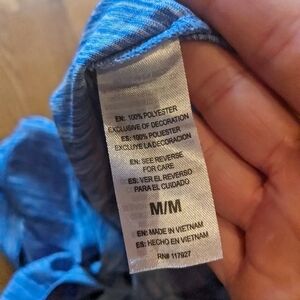 EN: 100% POLYESTER
EXCLUSIVE OF DECORATION
ES: 100% POLIESTER
EXCLUYE LA DECORACION
EN: SEE REVERSE
FOR CARE
ES: VER EL REVERSO
PARA EL CUIDADO
M/M
EN: MADE IN VIETNAM
ES: HECHO EN VIETNAM
RN# 117927